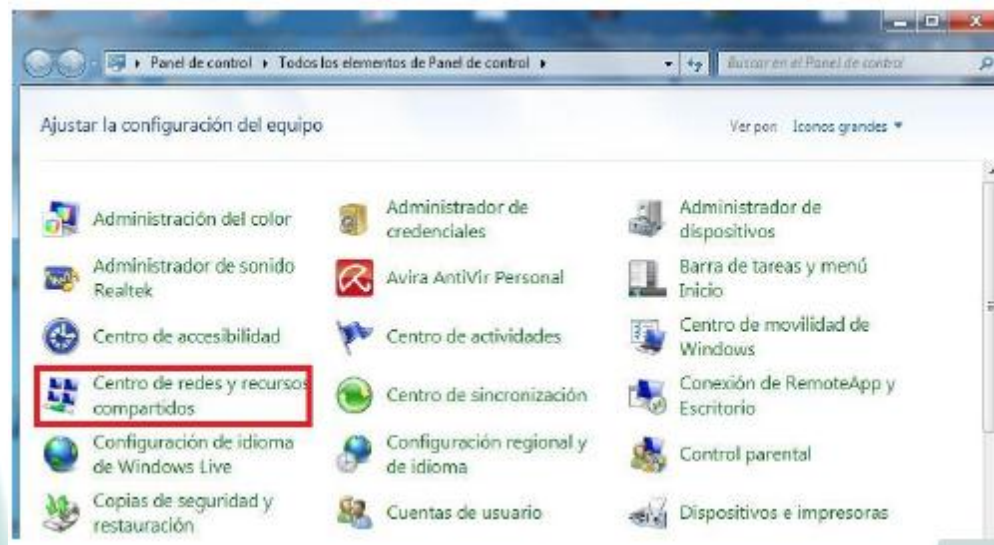 Panel de control
Todos los elementos de Panel de control
Buscar en el Panel de control
Ajustar la configuración del equipo
Ver por:
Iconos grandes
Administración del color
Administrador de
credenciales
Administrador de
dispositivos
Administrador de sonido
Realtek
Avira AntiVir Personal
Barra de tareas y menú
Inicio
Centro de accesibilidad
Centro de actividades
Centro de movilidad de
Windows
Centro de redes y recursos
compartidos
Centro de sincronización
Conexión de RemoteApp y
Escritorio
Configuración de idioma
de Windows Live
Configuración regional y
de idioma
Control parental
Copias de seguridad y
restauración
Cuentas de usuario
Dispositivos e impresoras